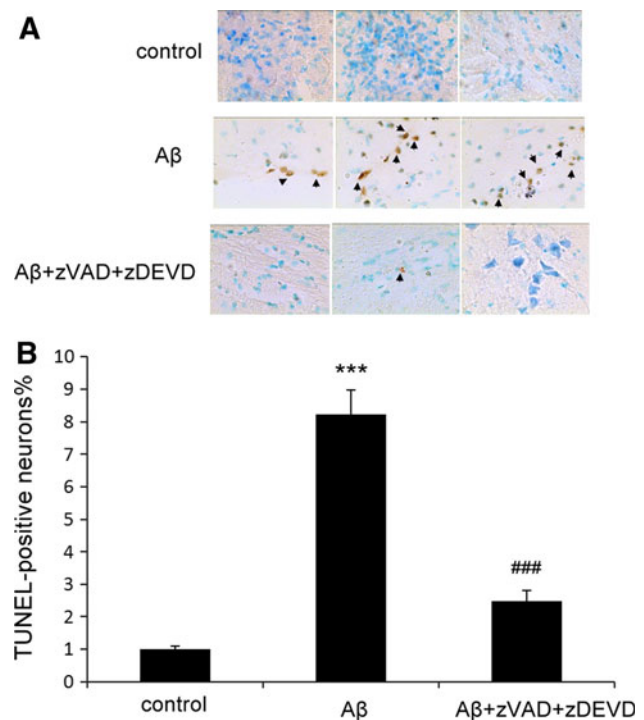 A
control
Aβ
Aβ+zVAD+zDEVD
B
TUNEL-positive neurons%
10
9
8
7
6
5
4
3
2
1
0
***
###
control
Aβ
Aβ+zVAD+zDEVD